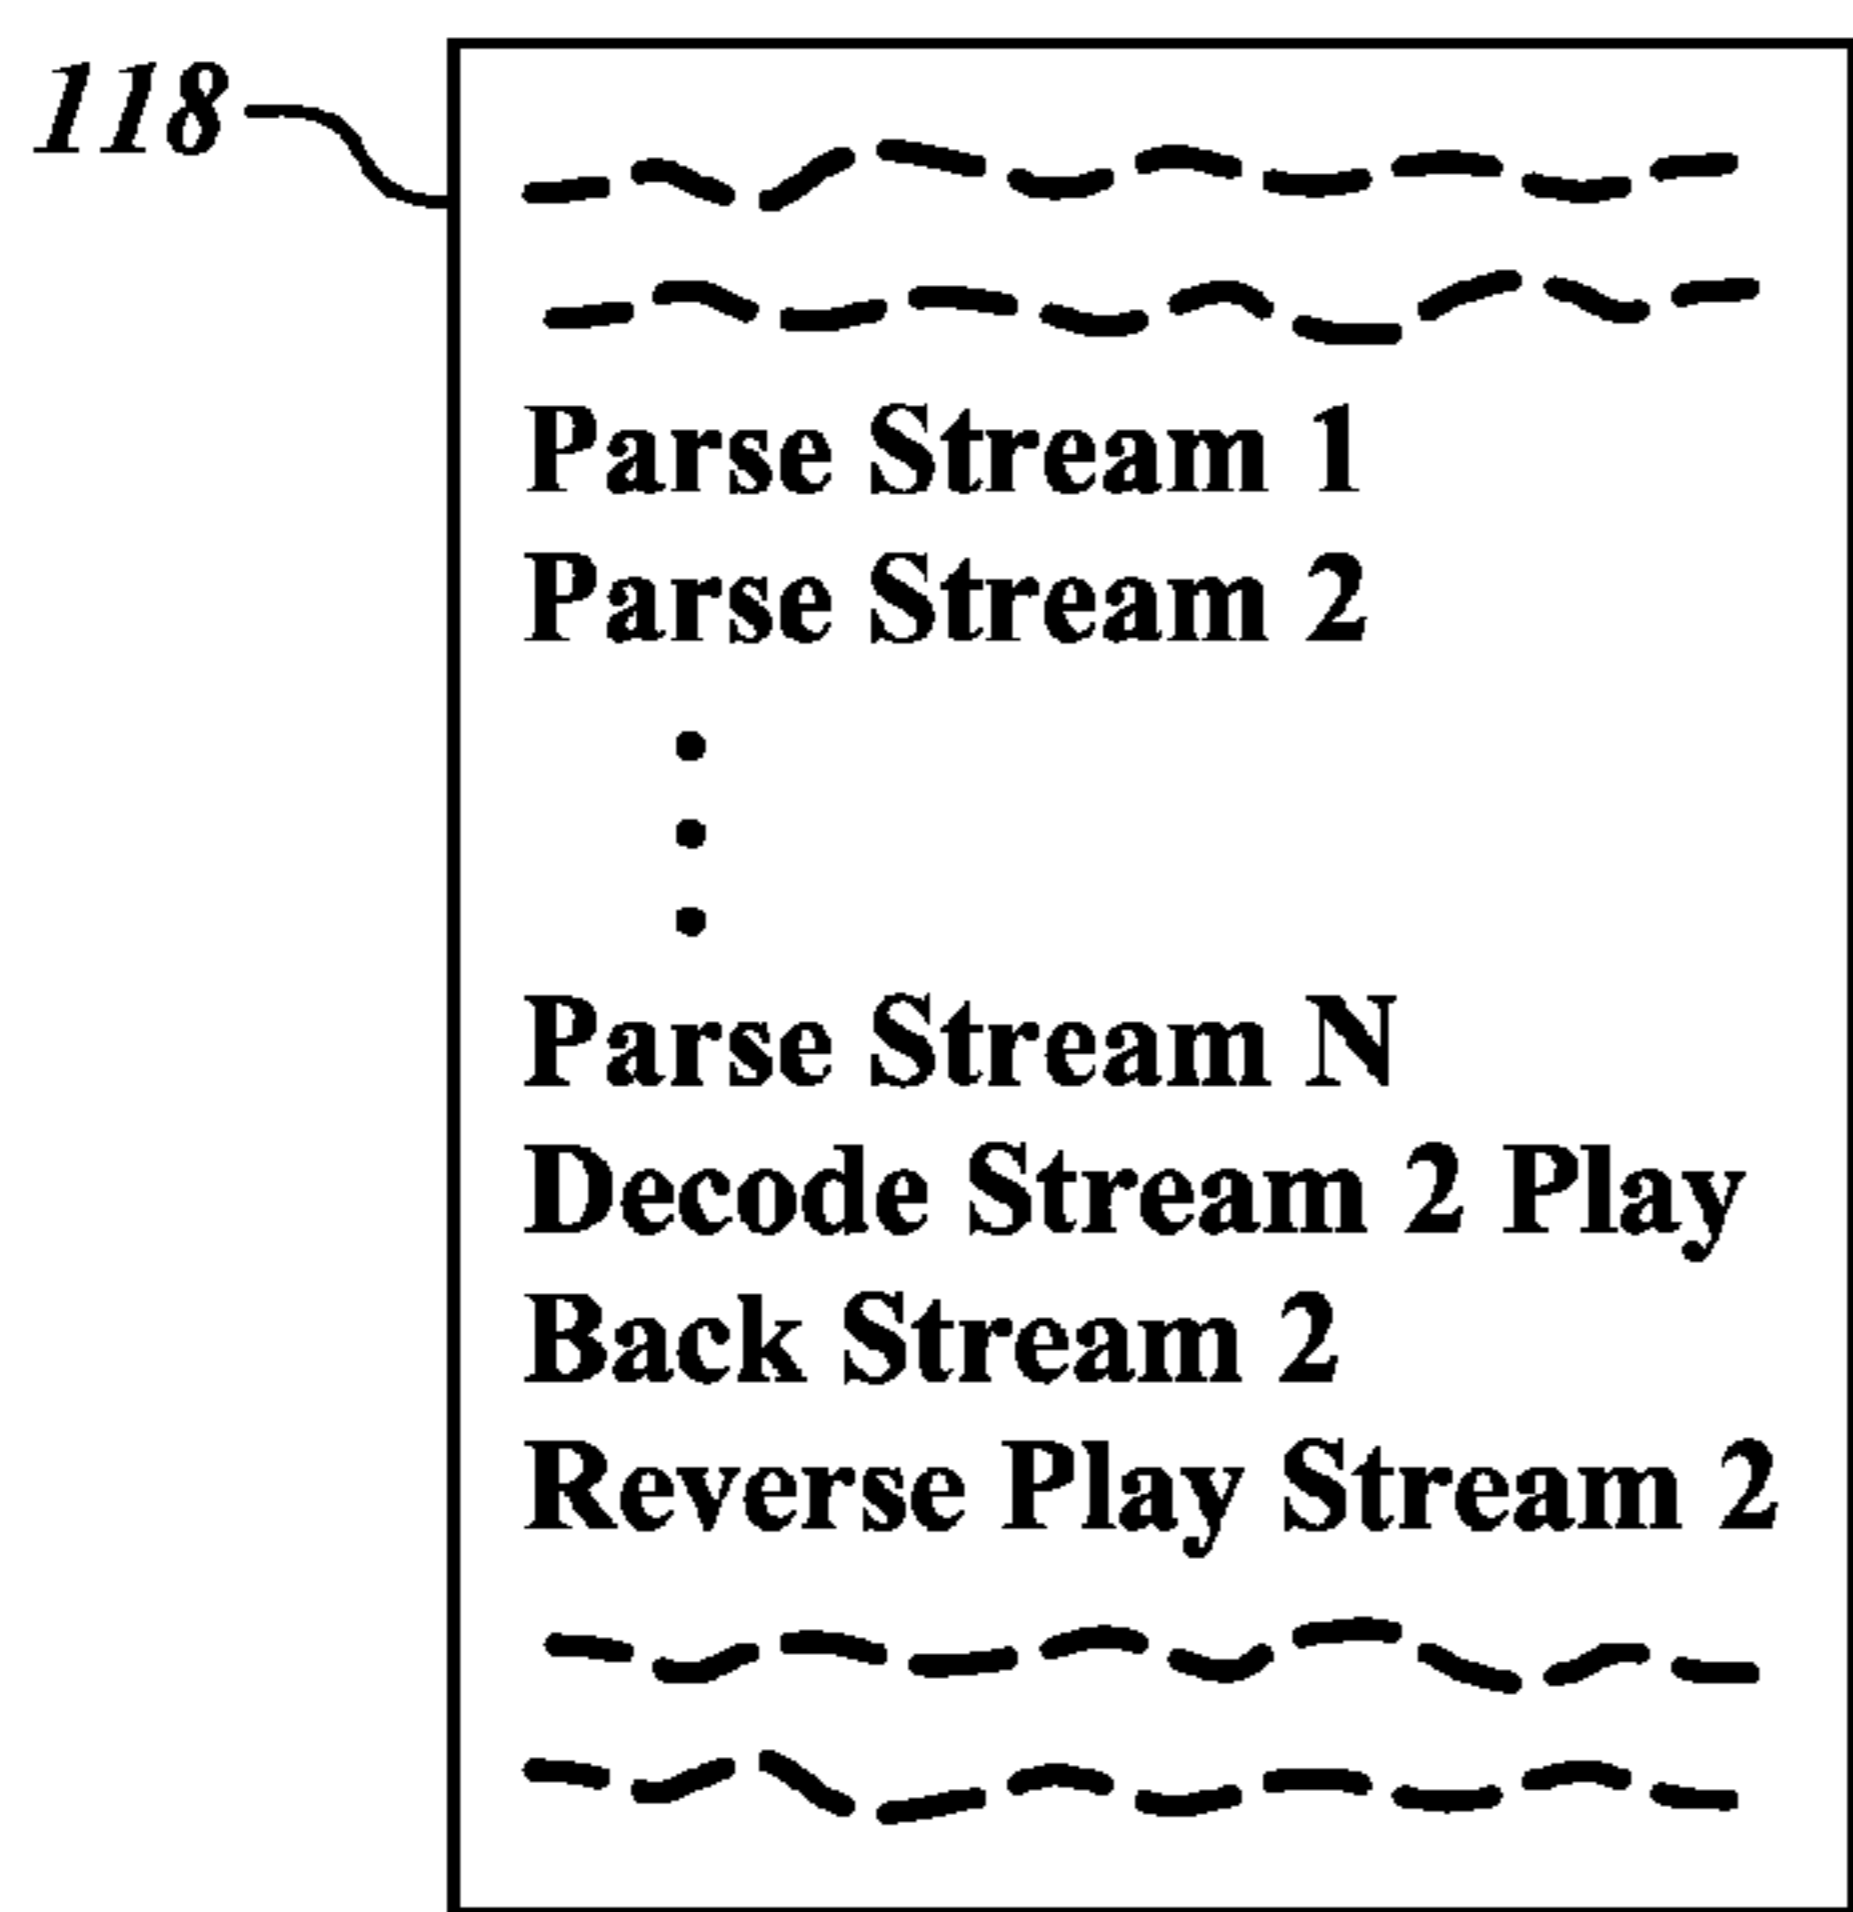 118
Parse Stream 1
Parse Stream 2
Parse Stream N
Decode Stream 2 Play
Back Stream 2
Reverse Play Stream 2